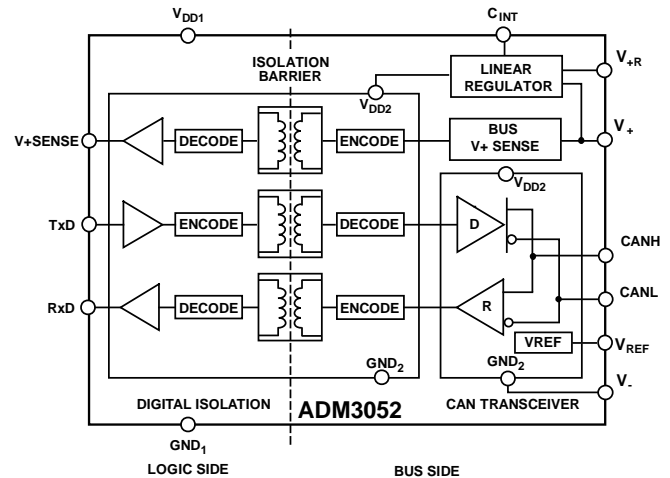 VDD1
CINT
ISOLATION
BARRIER
LINEAR
REGULATOR
V+R
VDD2
V+SENSE
DECODE
ENCODE
BUS
V+ SENSE
V+
VDD2
TxD
ENCODE
DECODE
D
CANH
CANL
RxD
DECODE
ENCODE
R
VREF
VREF
GND2
GND2
V-
DIGITAL ISOLATION
ADM3052
CAN TRANSCEIVER
GND1
LOGIC SIDE
BUS SIDE